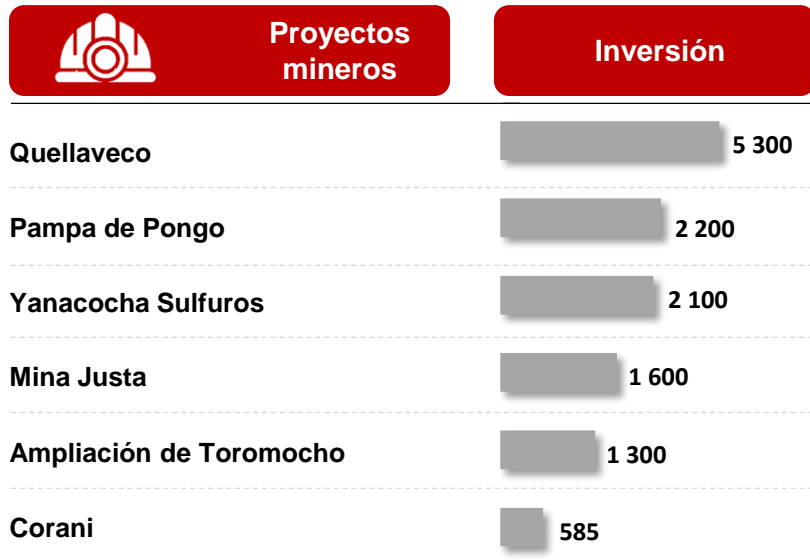 Proyectos
mineros
Inversión
Quellaveco
5 300
Pampa de Pongo
2 200
Yanacocha Sulfuros
2 100
Mina Justa
1 600
Ampliación de Toromocho
1 300
Corani
585